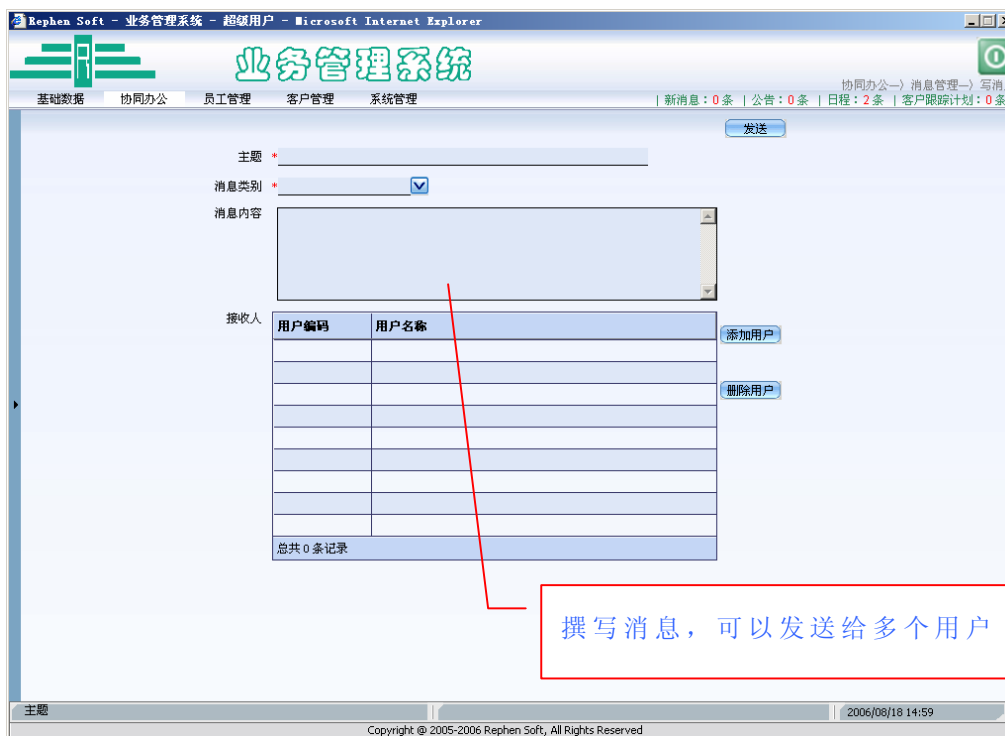 Rephen Soft - 业务管理系统 - 超级用户 - Microsoft Internet Explorer
业务管理系统
协同办公—〉消息管理—〉写消
基础数据 协同办公 员工管理 客户管理 系统管理
| 新消息：0条 | 公告：0条 | 日程：2条 | 客户跟踪计划：0条
发送
主题 *
消息类别 *
消息内容
接收人
用户编码 用户名称
添加用户
删除用户
总共0条记录
撰写消息，可以发送给多个用户
主题
2006/08/18 14:59
Copyright @ 2005-2006 Rephen Soft, All Rights Reserved